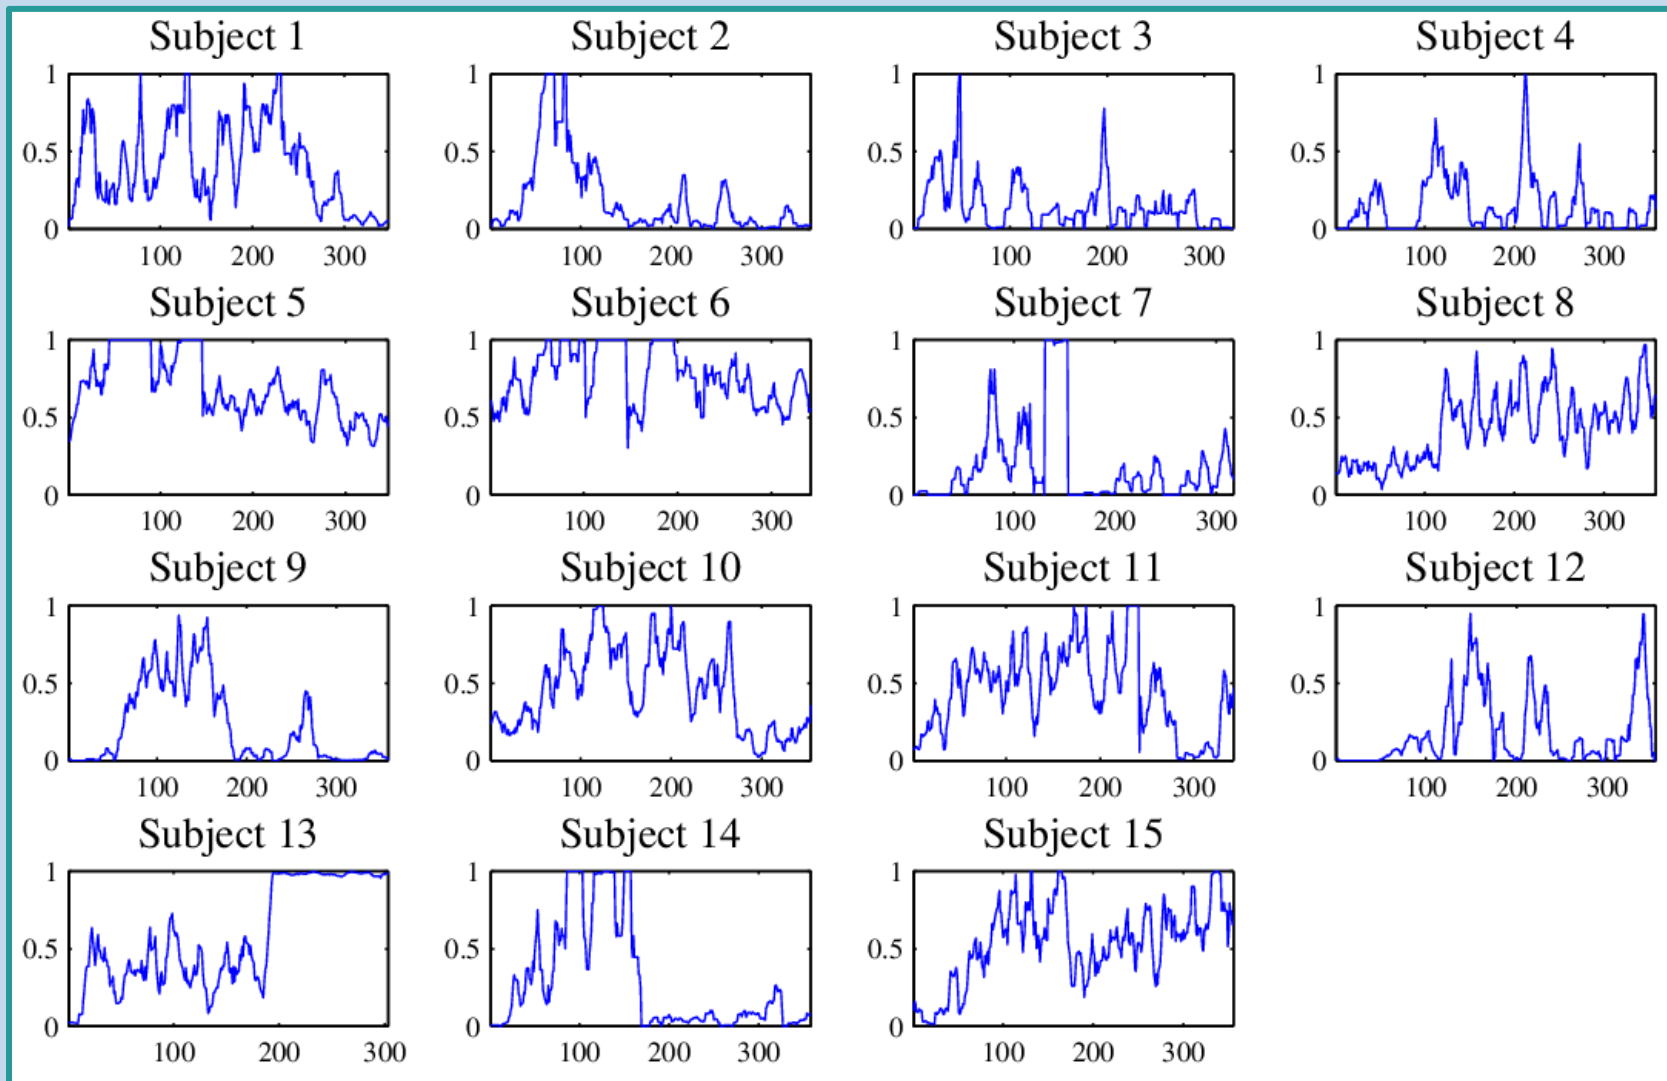 Subject 1 Subject 2 Subject 3 Subject 4
1 1 1 1
0.5 0.5 0.5 0.5
0 0 0 0
100 200 300 100 200 300 100 200 300 100 200 300
Subject 5 Subject 6 Subject 7 Subject 8
1 1 1 1
0.5 0.5 0.5 0.5
0 0 0 0
100 200 300 100 200 300 100 200 300 100 200 300
Subject 9 Subject 10 Subject 11 Subject 12
1 1 1 1
0.5 0.5 0.5 0.5
0 0 0 0
100 200 300 100 200 300 100 200 300 100 200 300
Subject 13 Subject 14 Subject 15
1 1 1
0.5 0.5 0.5
0 0 0
100 200 300 100 200 300 100 200 300